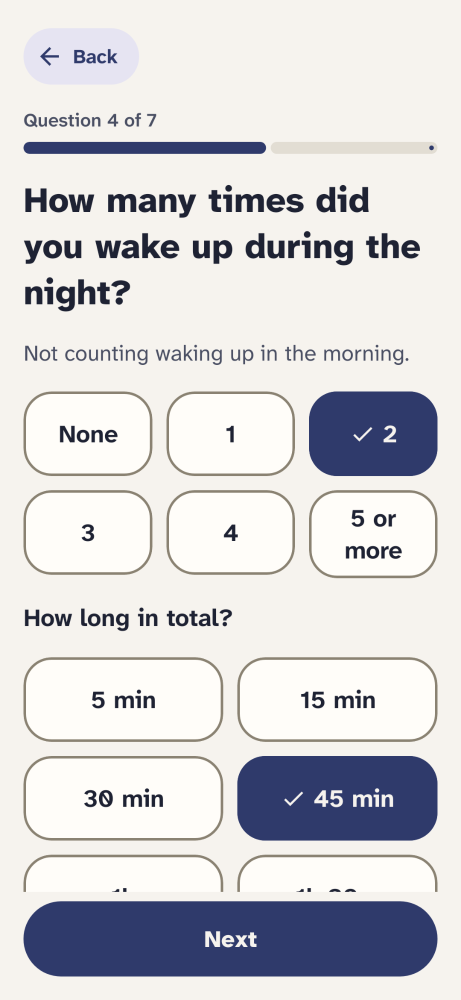 Back
Question 4 of 7
How many times did
you wake up during the
night?
Not counting waking up in the morning.
None
1
2
3
4
5 or
more
How long in total?
5 min
15 min
30 min
45 min
Next